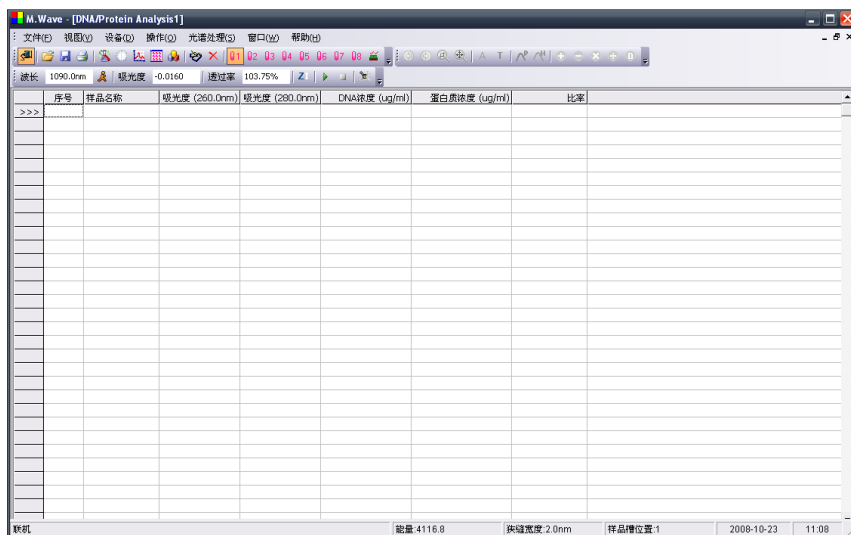 M.Wave - [DNA/Protein Analysis1]
文件(F) 视图(V) 设备(D) 操作(O) 光谱处理(S) 窗口(W) 帮助(H)
01 02 03 04 05 06 07 08 A T
波长 1090.0nm 吸光度 -0.0160 透过率 103.75% Z
序号 样品名称 吸光度 (260.0nm) 吸光度 (280.0nm) DNA浓度 (ug/ml) 蛋白质浓度 (ug/ml) 比率
>>>
联机 能量:4116.8 狭缝宽度:2.0nm 样品槽位置:1 2008-10-23 11:08